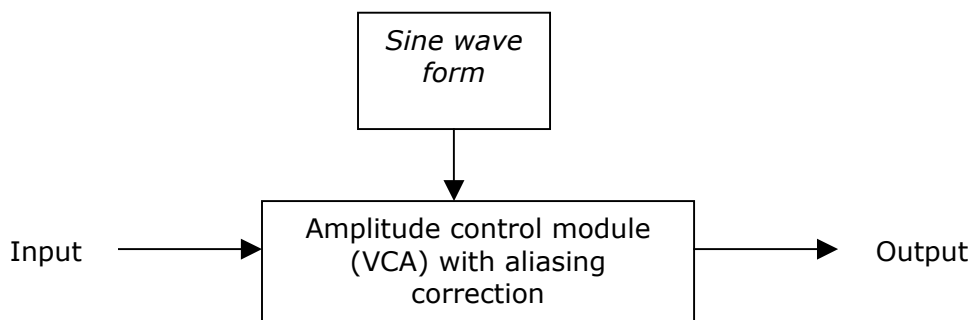 Sine wave
form
Input
Amplitude control module
(VCA) with aliasing
correction
Output